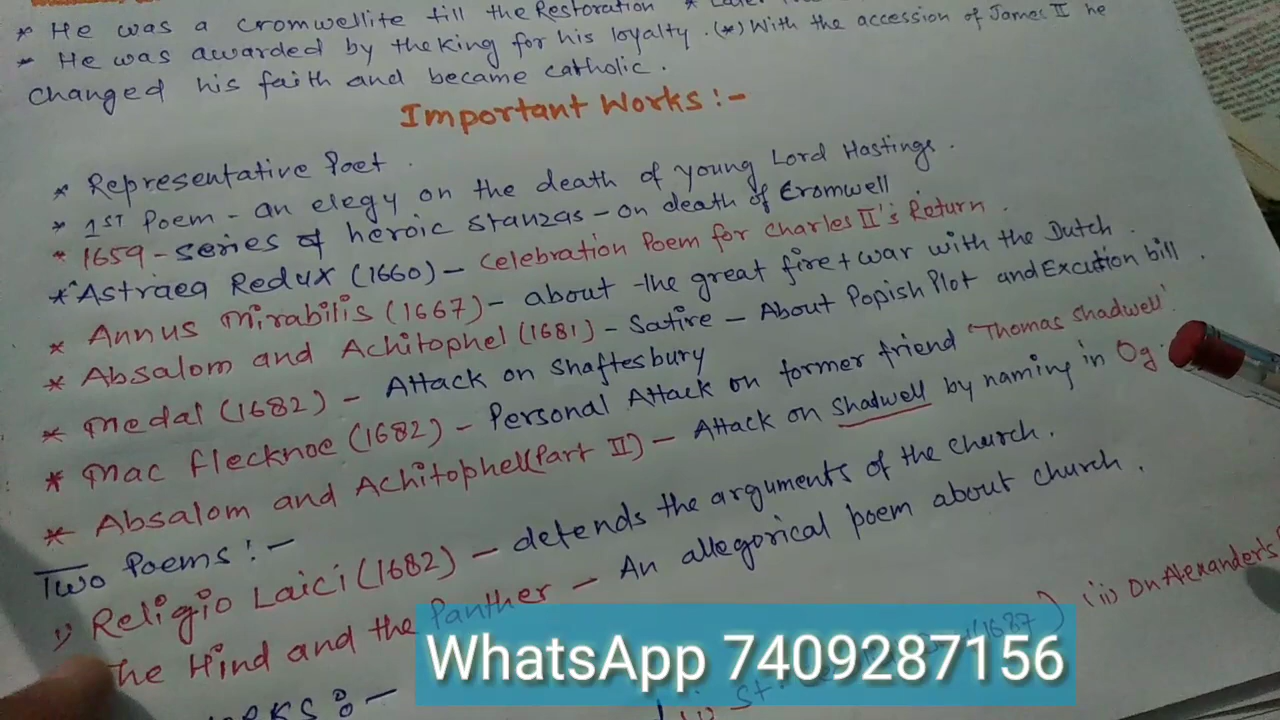 * He was a cromwellite till the Restoration *
* He was awarded by the king for his loyalty. (*) With the accession of James II he
changed his faith and became catholic.
Important Works :-
* Representative Poet.
* 1ST Poem - an elegy on the death of young Lord Hastings.
* 1659 - series of heroic stanzas - on death of Cromwell
* Astraea Redux (1660) - Celebration Poem for Charles II's Return.
* Annus Mirabilis (1667) - about the great fire + war with the Dutch.
* Absalom and Achitophel (1681) - Satire - About Popish Plot and Excution bill.
* Medal (1682) - Attack on Shaftesbury
* Mac Flecknoe (1682) - Personal Attack on former friend 'Thomas Shadwell'.
* Absalom and Achitophel (Part II) - Attack on Shadwell by naming in Og.
Two Poems :-
1) Religio Laici (1682) - defends the arguments of the church.
The Hind and the Panther - An allegorical poem about church.
(1687) (ii) On Alexander's
WhatsApp 7409287156